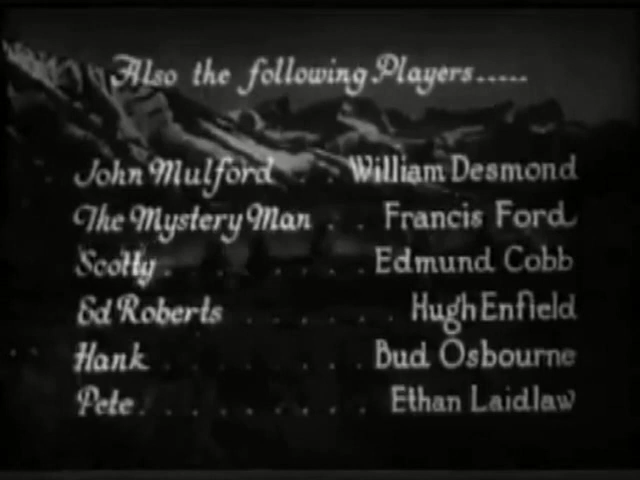 Also the following Players.....
John Mulford . . William Desmond
The Mystery Man . . Francis Ford
Scotty . . . . . . . . Edmund Cobb
Ed Roberts . . . . . . . Hugh Enfield
Hank . . . . . . . . Bud Osbourne
Pete . . . . . . . . . Ethan Laidlaw